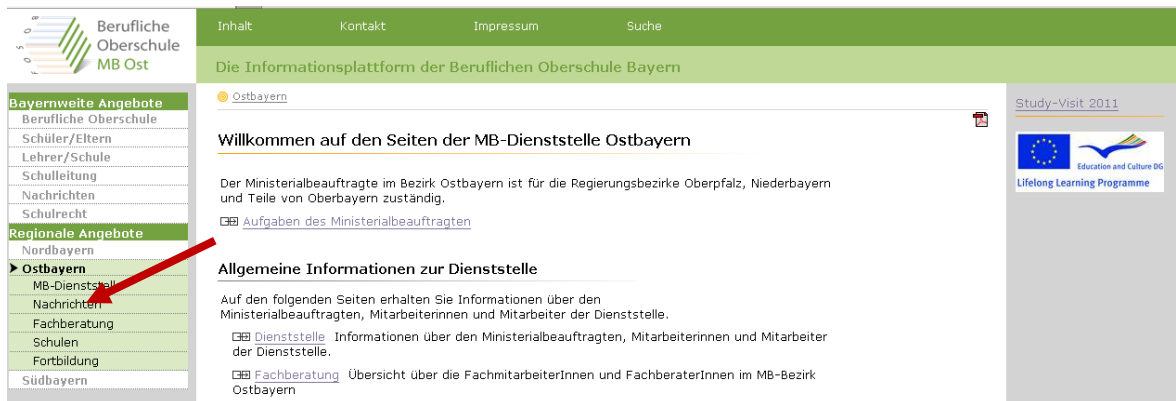 Berufliche
Oberschule
MB Ost
F O S B O S
Inhalt Kontakt Impressum Suche
Die Informationsplattform der Beruflichen Oberschule Bayern
Bayernweite Angebote
Berufliche Oberschule
Schüler/Eltern
Lehrer/Schule
Schulleitung
Nachrichten
Schulrecht
Regionale Angebote
Nordbayern
Ostbayern
MB-Dienststelle
Nachrichten
Fachberatung
Schulen
Fortbildung
Südbayern
Ostbayern
Willkommen auf den Seiten der MB-Dienststelle Ostbayern
Der Ministerialbeauftragte im Bezirk Ostbayern ist für die Regierungsbezirke Oberpfalz, Niederbayern
und Teile von Oberbayern zuständig.
Aufgaben des Ministerialbeauftragten
Allgemeine Informationen zur Dienststelle
Auf den folgenden Seiten erhalten Sie Informationen über den
Ministerialbeauftragten, Mitarbeiterinnen und Mitarbeiter der Dienststelle.
Dienststelle Informationen über den Ministerialbeauftragten, Mitarbeiterinnen und Mitarbeiter
der Dienststelle.
Fachberatung Übersicht über die FachmitarbeiterInnen und FachberaterInnen im MB-Bezirk
Ostbayern
Study-Visit 2011
Education and Culture DG
Lifelong Learning Programme